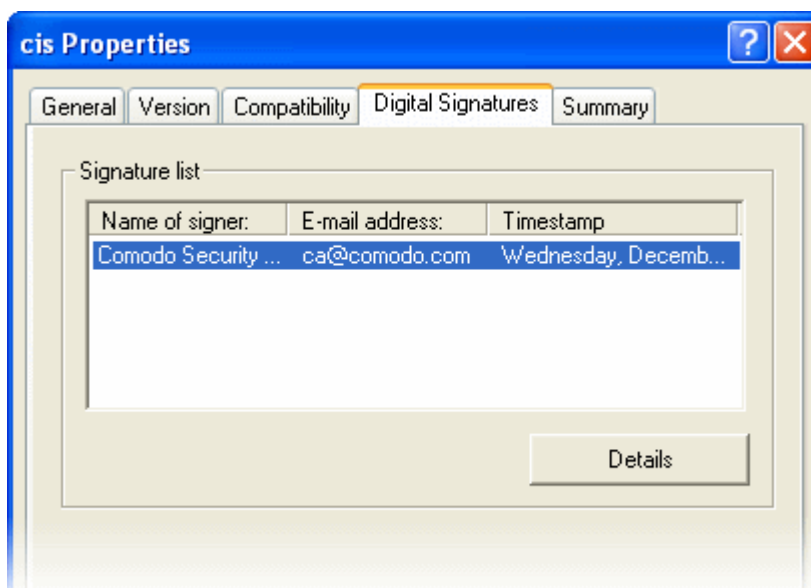 cis Properties
General Version Compatibility Digital Signatures Summary
Signature list
Name of signer: E-mail address: Timestamp
Comodo Security ... ca@comodo.com Wednesday, Decemb...
Details